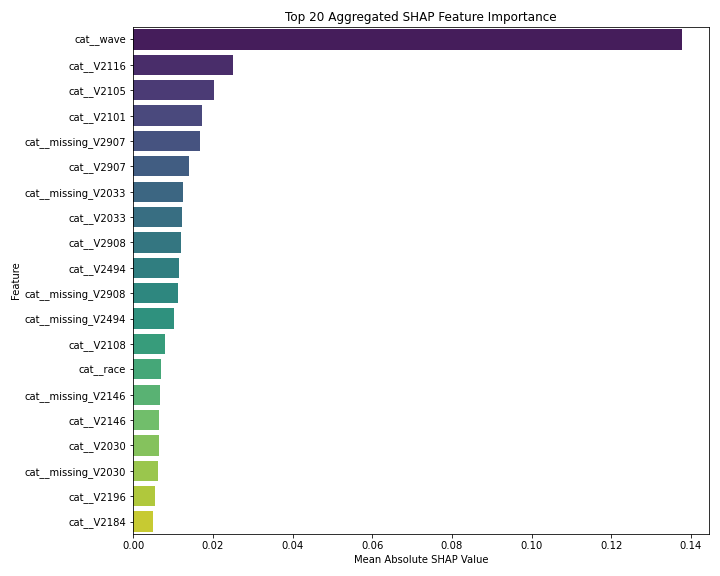 Top 20 Aggregated SHAP Feature Importance
cat__wave
cat__V2116
cat__V2105
cat__V2101
cat__missing_V2907
cat__V2907
cat__missing_V2033
cat__V2033
cat__V2908
cat__V2494
cat__missing_V2908
cat__missing_V2494
cat__V2108
cat__race
cat__missing_V2146
cat__V2146
cat__V2030
cat__missing_V2030
cat__V2196
cat__V2184
Feature
0.00 0.02 0.04 0.06 0.08 0.10 0.12 0.14
Mean Absolute SHAP Value